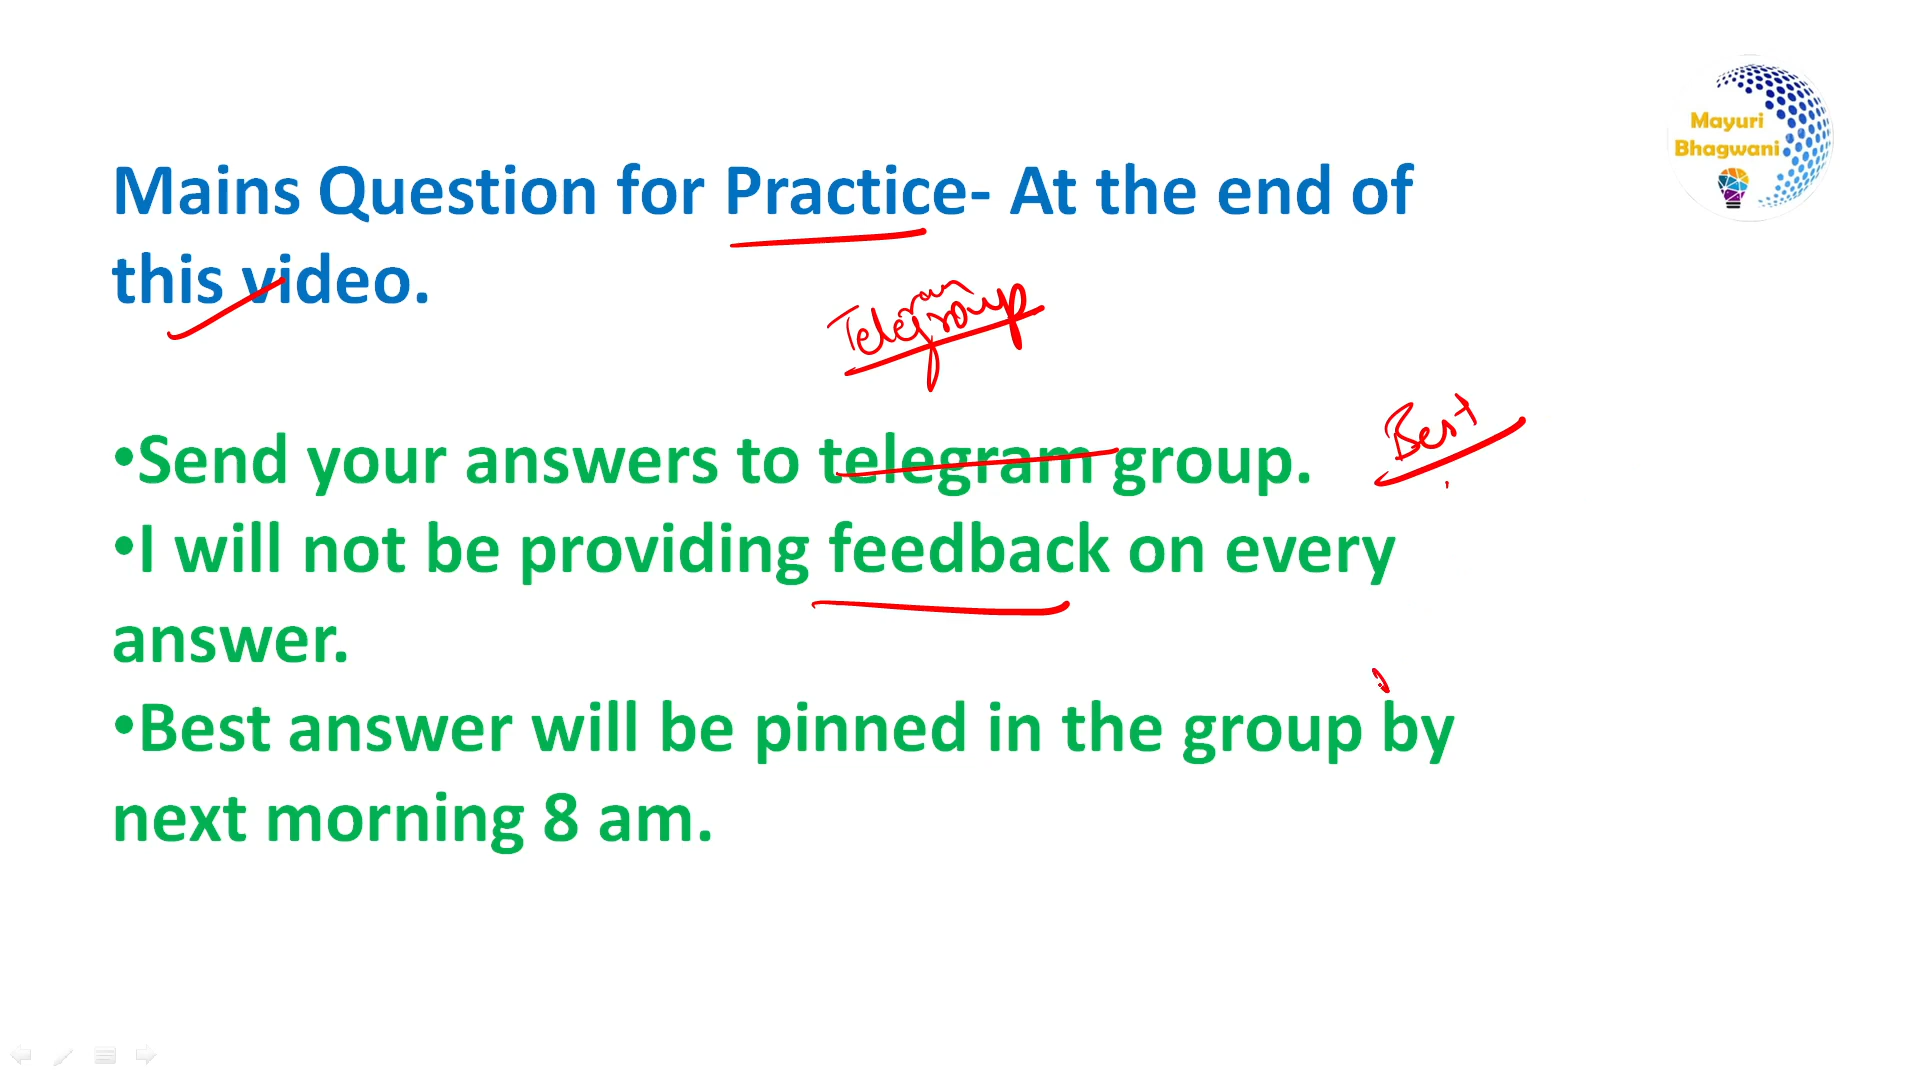 Mayuri
Bhagwani
Mains Question for Practice- At the end of
this video.
Telegram
group
Best
•Send your answers to telegram group.
•I will not be providing feedback on every
answer.
•Best answer will be pinned in the group by
next morning 8 am.